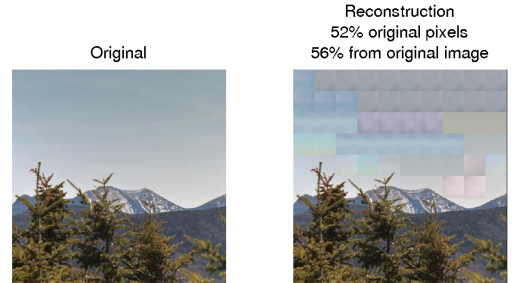 Original
Reconstruction
52% original pixels
56% from original image